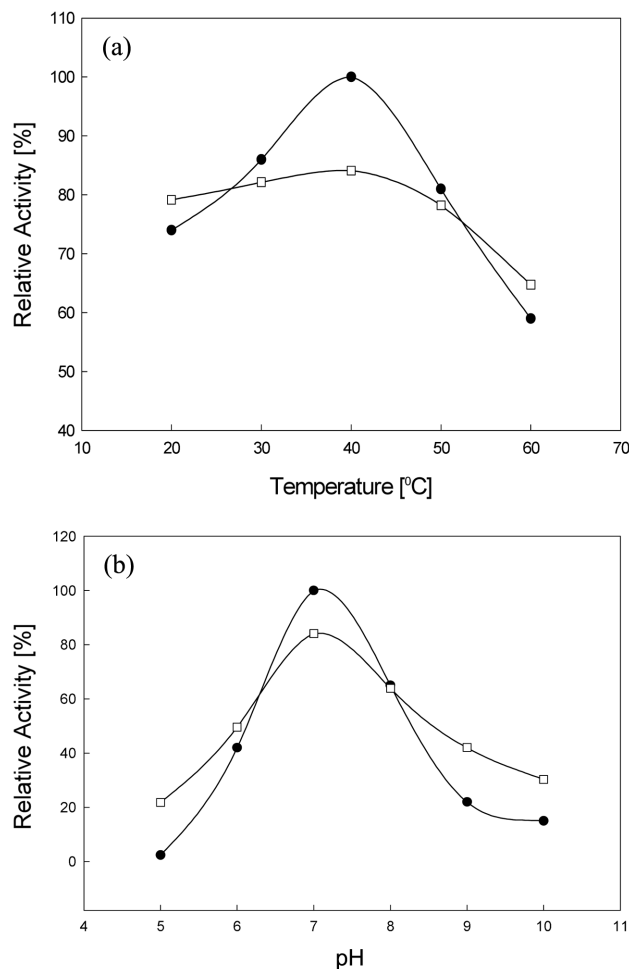 (a)
110
100
90
80
70
60
50
40
Relative Activity [%]
10 20 30 40 50 60 70
Temperature [⁰C]
(b)
120
100
80
60
40
20
0
Relative Activity [%]
4 5 6 7 8 9 10 11
pH